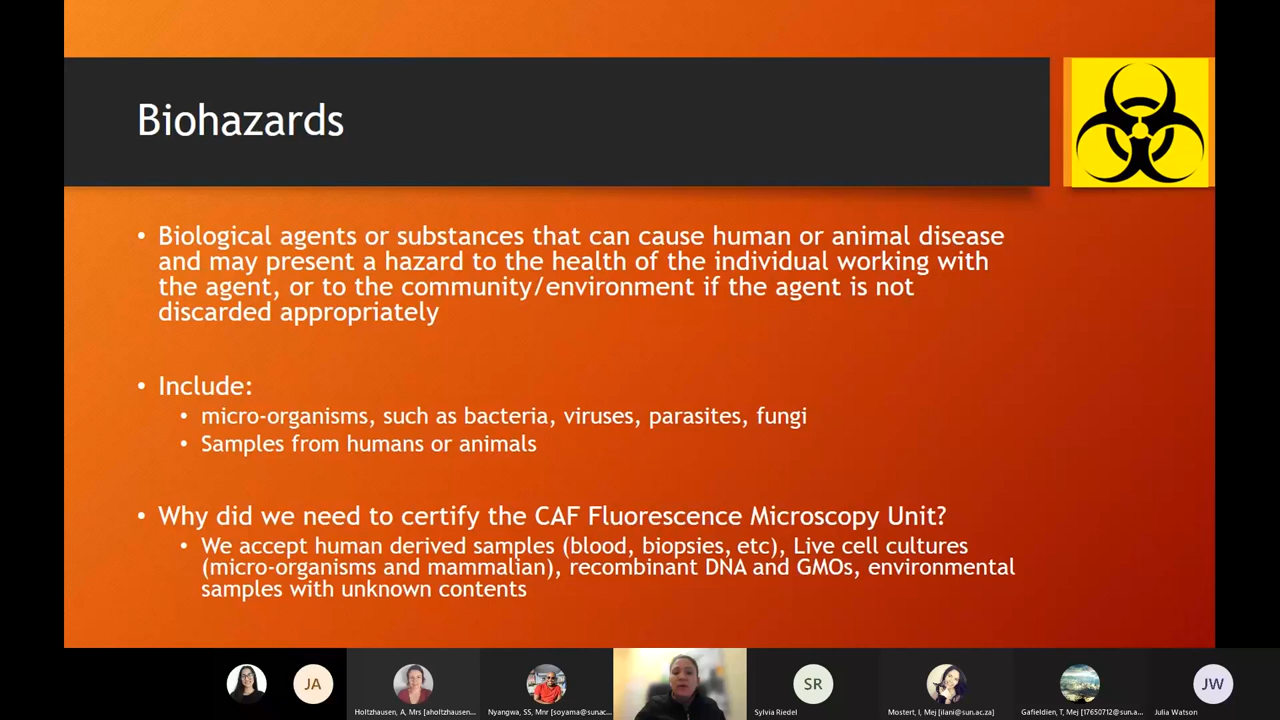 Biohazards
• Biological agents or substances that can cause human or animal disease
and may present a hazard to the health of the individual working with
the agent, or to the community/environment if the agent is not
discarded appropriately
• Include:
• micro-organisms, such as bacteria, viruses, parasites, fungi
• Samples from humans or animals
• Why did we need to certify the CAF Fluorescence Microscopy Unit?
• We accept human derived samples (blood, biopsies, etc), Live cell cultures
(micro-organisms and mammalian), recombinant DNA and GMOs, environmental
samples with unknown contents
JA
SR
JW
Holtzhausen, A, Mrs [aholtzhausen...
Nyangwa, SS, Mnr [soyama@sunac...
Sylvia Riedel
Mostert, I, Mej [ilani@sun.ac.za]
Gafieldien, T, Mej [17650712@sun.a...
Julia Watson